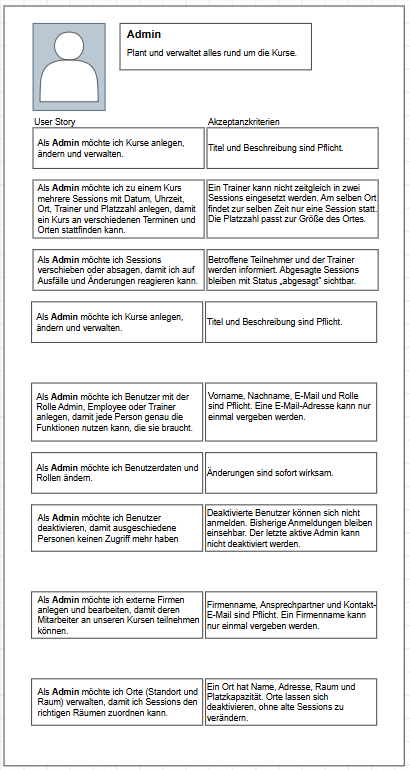 Admin
Plant und verwaltet alles rund um die Kurse.
User Story
Akzeptanzkriterien
Als Admin möchte ich Kurse anlegen,
ändern und verwalten.
Titel und Beschreibung sind Pflicht.
Als Admin möchte ich zu einem Kurs
mehrere Sessions mit Datum, Uhrzeit,
Ort, Trainer und Platzzahl anlegen, damit
ein Kurs an verschiedenen Terminen und
Orten stattfinden kann.
Ein Trainer kann nicht zeitgleich in zwei
Sessions eingesetzt werden. Am selben Ort
findet zur selben Zeit nur eine Session statt.
Die Platzzahl passt zur Größe des Ortes.
Als Admin möchte ich Sessions
verschieben oder absagen, damit ich auf
Ausfälle und Änderungen reagieren kann.
Betroffene Teilnehmer und der Trainer
werden informiert. Abgesagte Sessions
bleiben mit Status „abgesagt" sichtbar.
Als Admin möchte ich Kurse anlegen,
ändern und verwalten.
Titel und Beschreibung sind Pflicht.
Als Admin möchte ich Benutzer mit der
Rolle Admin, Employee oder Trainer
anlegen, damit jede Person genau die
Funktionen nutzen kann, die sie braucht.
Vorname, Nachname, E-Mail und Rolle
sind Pflicht. Eine E-Mail-Adresse kann nur
einmal vergeben werden.
Als Admin möchte ich Benutzerdaten und
Rollen ändern.
Änderungen sind sofort wirksam.
Als Admin möchte ich Benutzer
deaktivieren, damit ausgeschiedene
Personen keinen Zugriff mehr haben
Deaktivierte Benutzer können sich nicht
anmelden. Bisherige Anmeldungen bleiben
einsehbar. Der letzte aktive Admin kann
nicht deaktiviert werden.
Als Admin möchte ich externe Firmen
anlegen und bearbeiten, damit deren
Mitarbeiter an unseren Kursen teilnehmen
können.
Firmenname, Ansprechpartner und Kontakt-
E-Mail sind Pflicht. Ein Firmenname kann
nur einmal vergeben werden.
Als Admin möchte ich Orte (Standort und
Raum) verwalten, damit ich Sessions den
richtigen Räumen zuordnen kann.
Ein Ort hat Name, Adresse, Raum und
Platzkapazität. Orte lassen sich
deaktivieren, ohne alte Sessions zu
verändern.